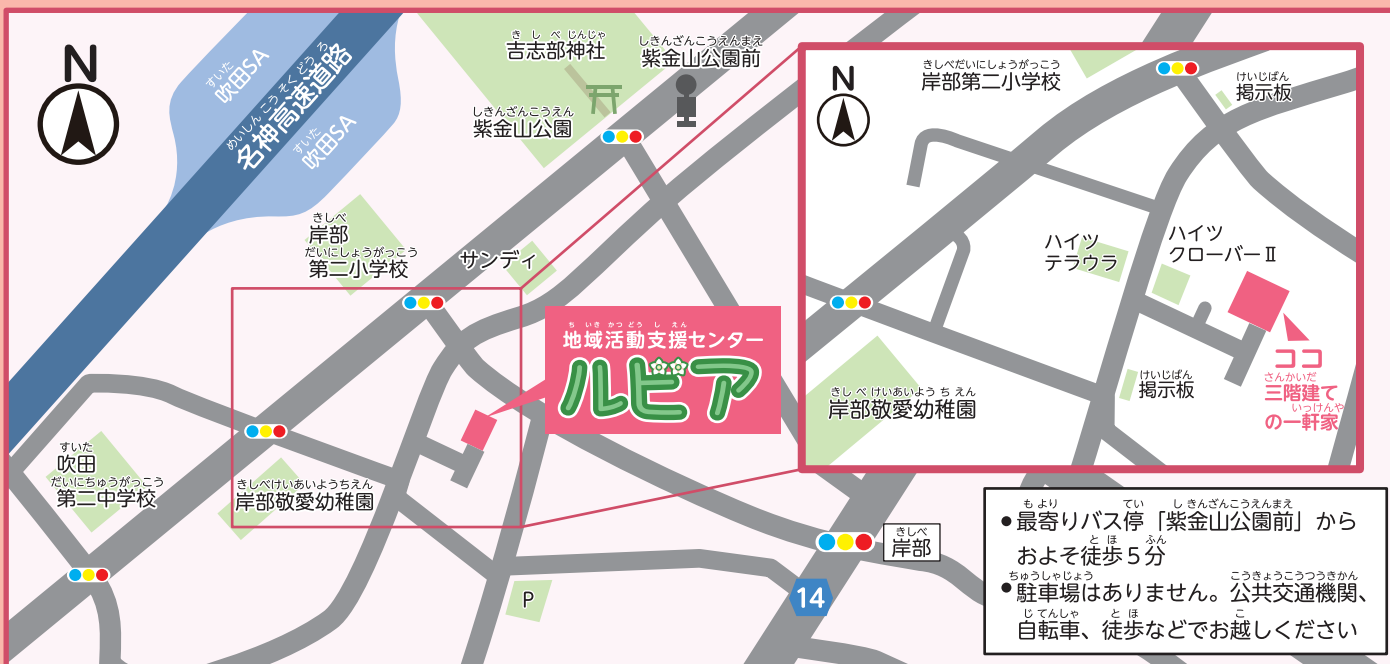 N
すいた
吹田SA
めいしんこうそくどうろ
名神高速道路
すいた
吹田SA
きしべじんじゃ
吉志部神社
しきんざんこうえんまえ
紫金山公園前
しきんざんこうえん
紫金山公園
きしべ
岸部
だいにしょうがっこう
第二小学校
サンディ
ちいきかつどうしえん
地域活動支援センター
ルピア
すいた
吹田
だいにちゅうがっこう
第二中学校
きしべけいあいようちえん
岸部敬愛幼稚園
P
14
きしべ
岸部
N
きしべだいにしょうがっこう
岸部第二小学校
けいじばん
掲示板
ハイツ
テラウラ
ハイツ
クローバーⅡ
ココ
さんかいだ
三階建て
いっけんや
の一軒家
けいじばん
掲示板
きしべけいあいようちえん
岸部敬愛幼稚園
もよりてい しきんざんこうえんまえ
●最寄りバス停「紫金山公園前」から
とほ ふん
およそ徒歩5分
ちゅうしゃじょう こうきょうこうつうきかん
●駐車場はありません。公共交通機関、
じてんしゃ とほ こ
自転車、徒歩などでお越しください